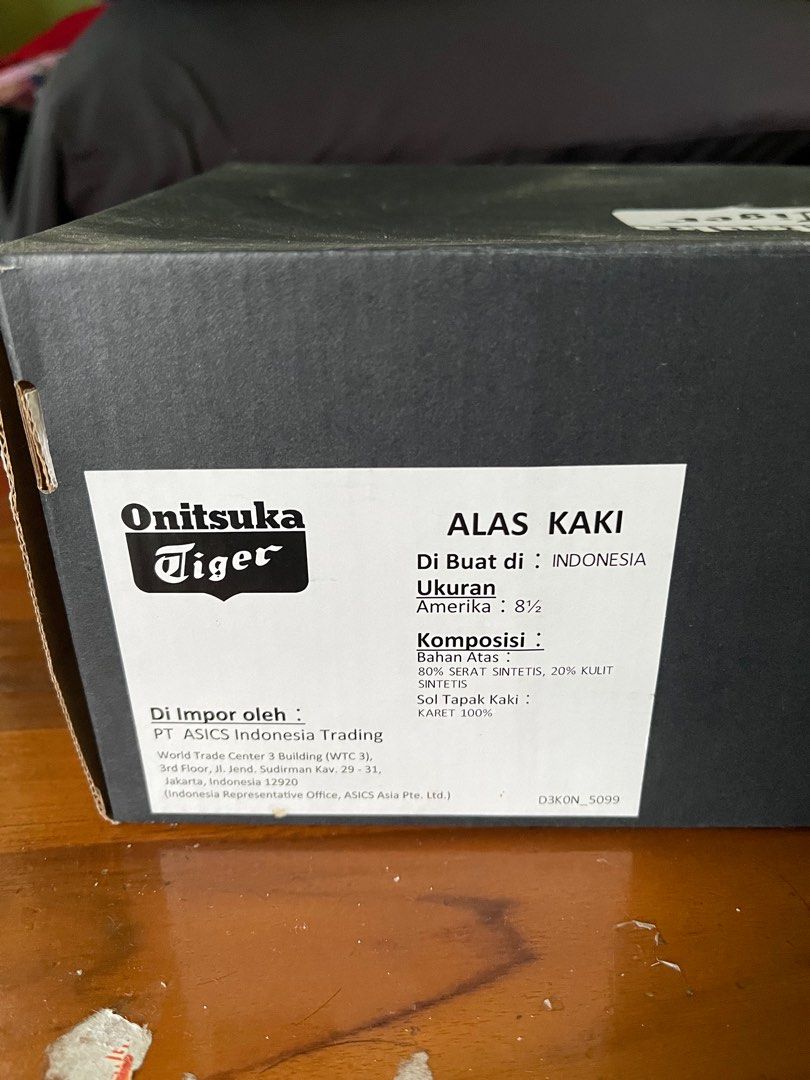 Tiger
Onitsuka
Tiger
ALAS KAKI
Di Buat di : INDONESIA
Ukuran
Amerika : 8½
Komposisi :
Bahan Atas :
80% SERAT SINTETIS, 20% KULIT
SINTETIS
Sol Tapak Kaki :
KARET 100%
Di Impor oleh :
PT ASICS Indonesia Trading
World Trade Center 3 Building (WTC 3),
3rd Floor, Jl. Jend. Sudirman Kav. 29 - 31,
Jakarta, Indonesia 12920
(Indonesia Representative Office, ASICS Asia Pte. Ltd.)
D3K0N_5099